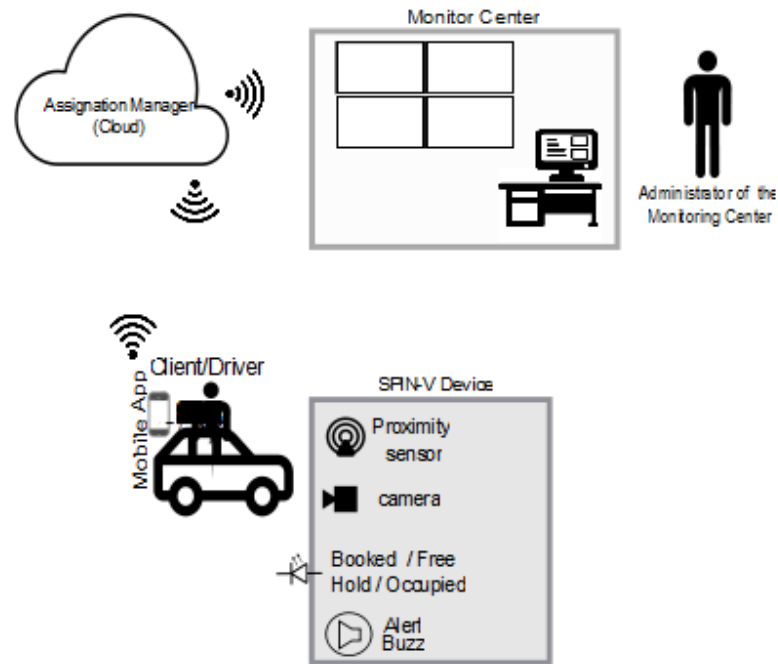 Monitor Center
Assignation Manager
(Cloud)
Administrator of the
Monitoring Center
Client/Driver
Mobile App
SPIN-V Device
Proximity
sensor
camera
Booked / Free
Hold / Occupied
Alert
Buzz